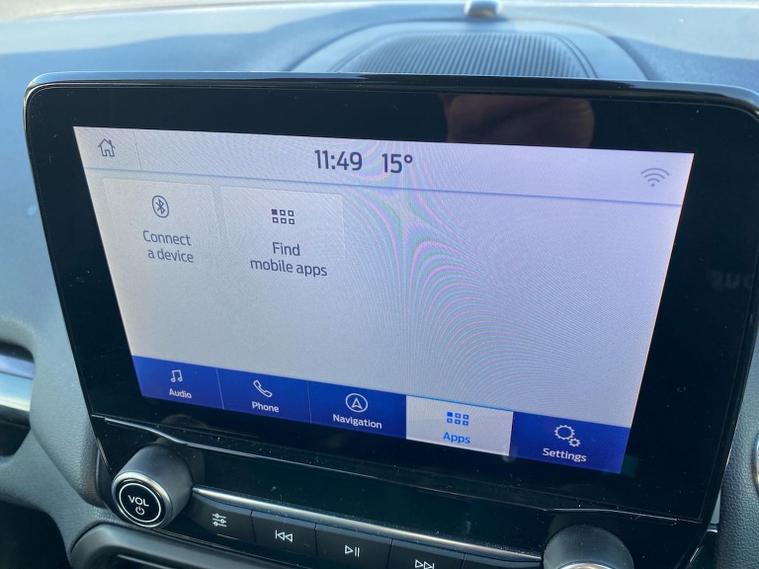 11:49 15°
Connect
a device
Find
mobile apps
Audio
Phone
Navigation
Apps
Settings
VOL